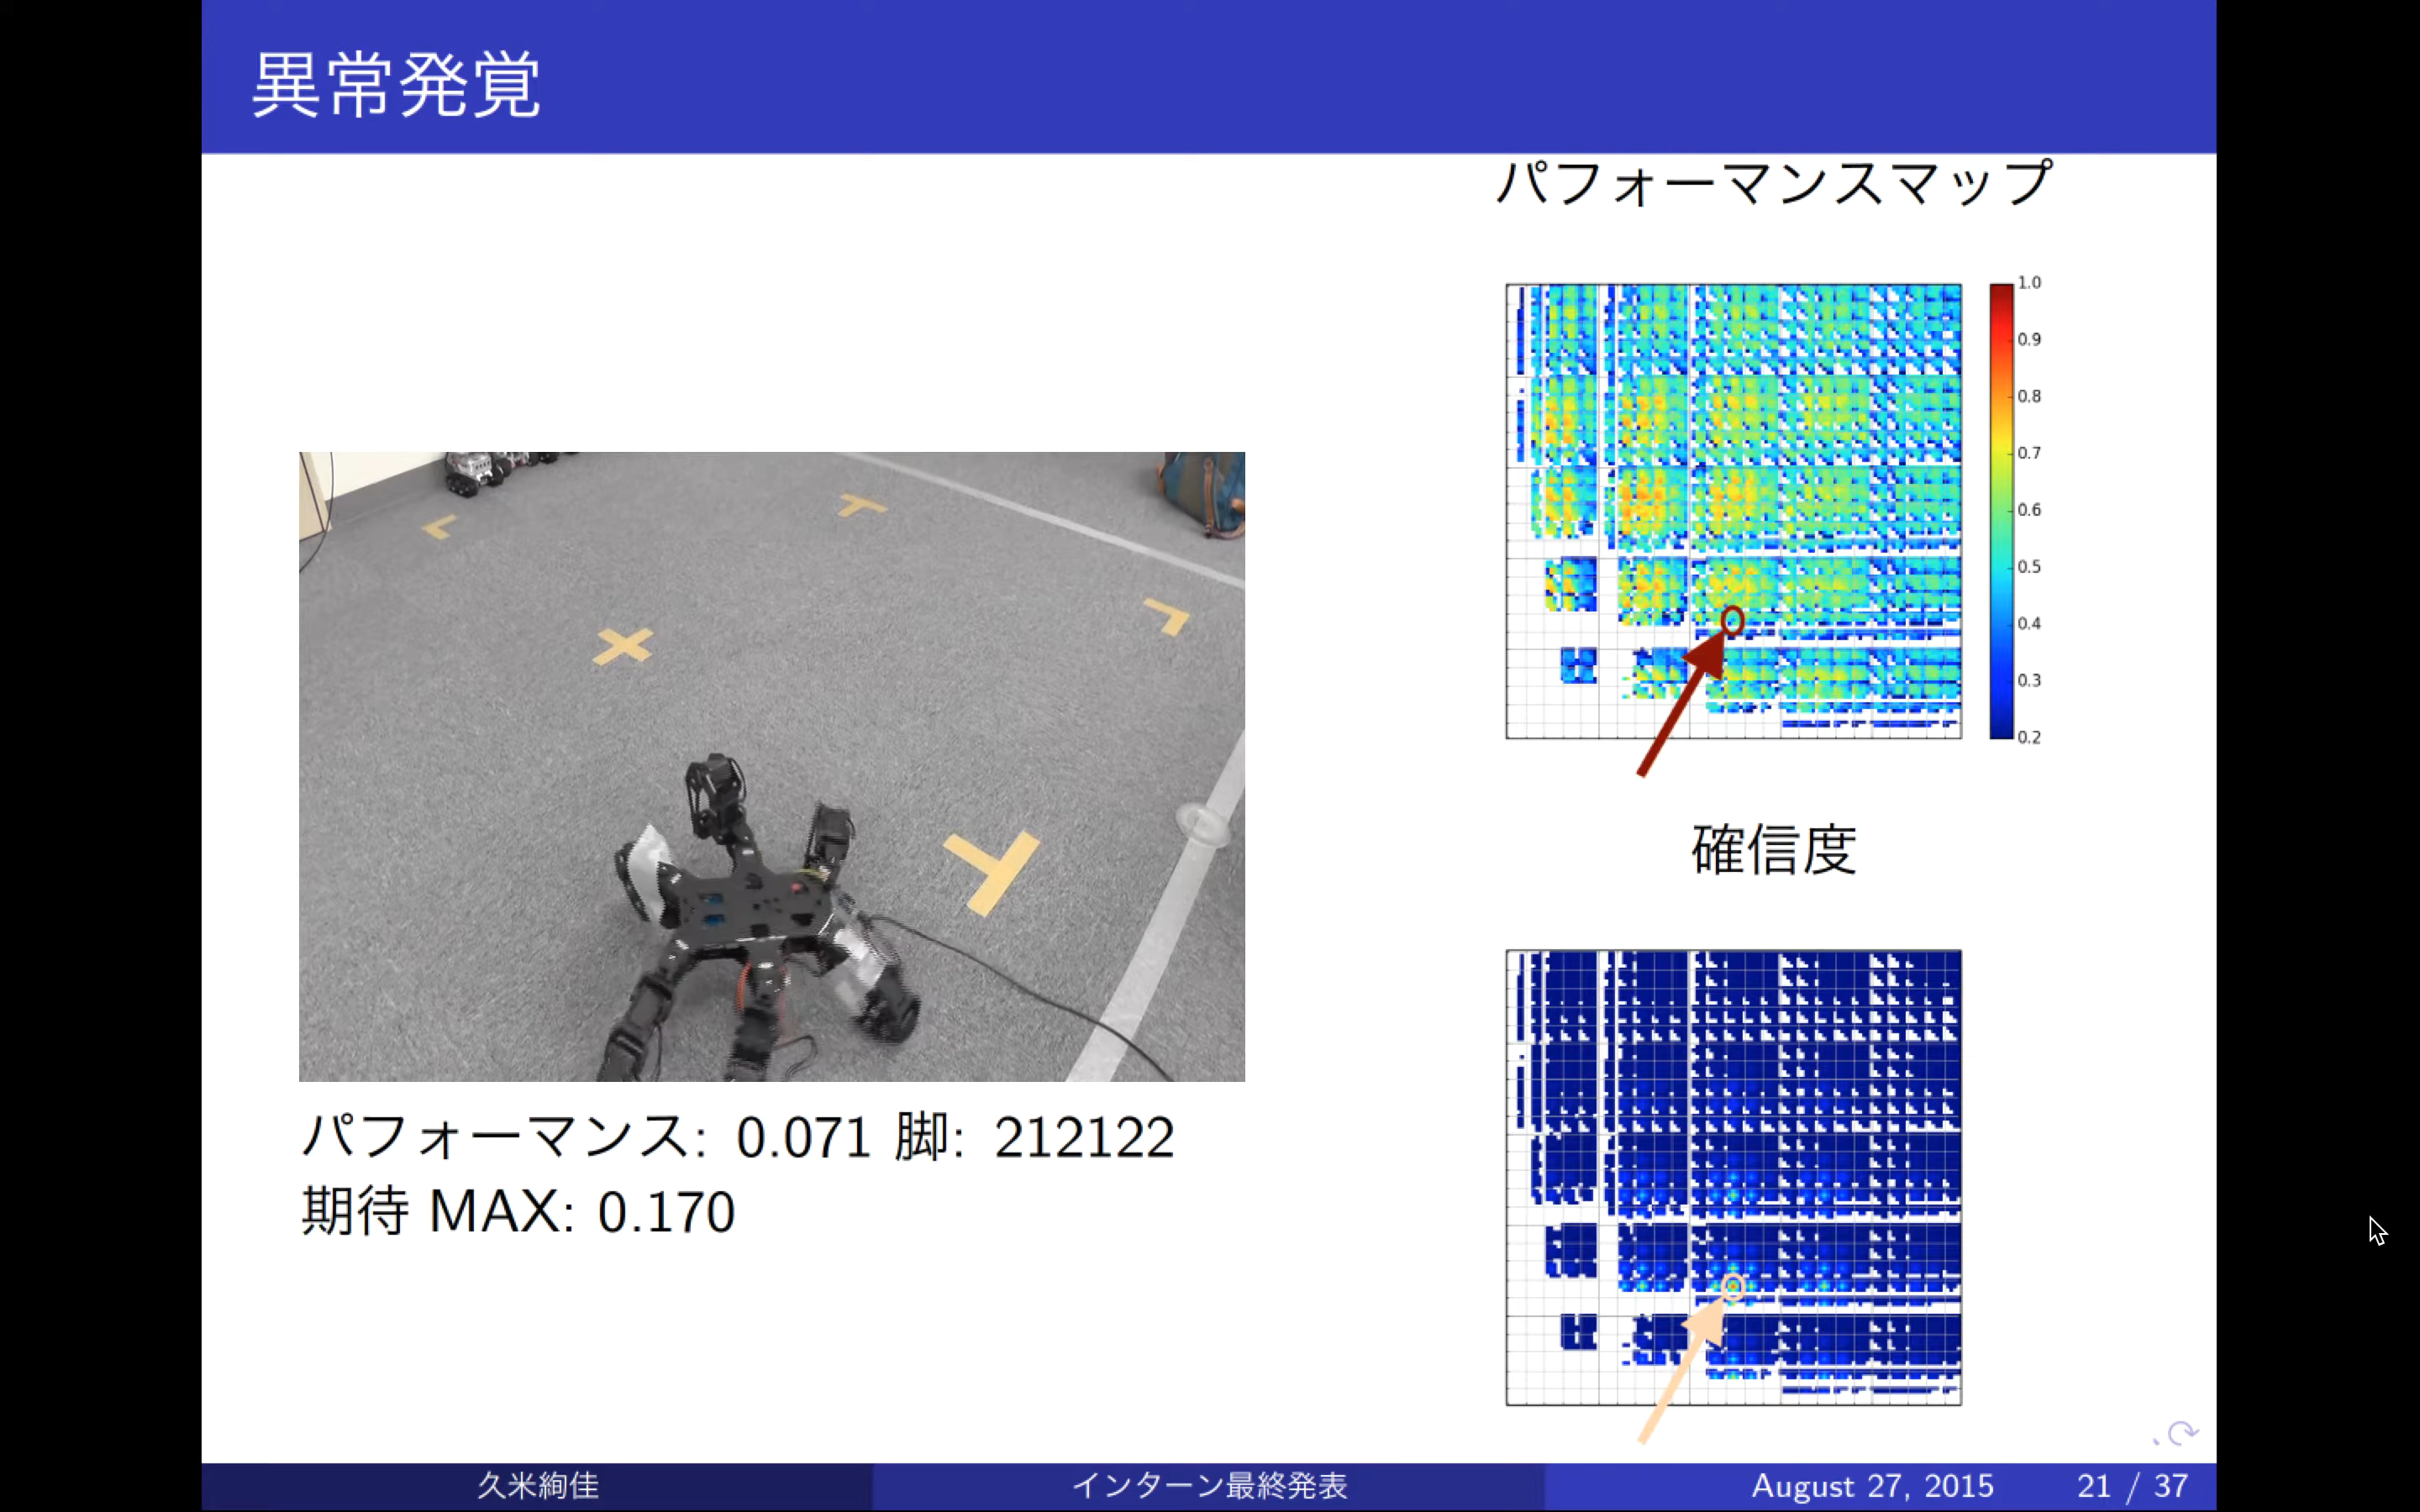 異常発覚
パフォーマンスマップ
1.0
0.9
0.8
0.7
0.6
0.5
0.4
0.3
0.2
パフォーマンス: 0.071 脚: 212122
期待 MAX: 0.170
確信度
久米絢佳
インターン最終発表
August 27, 2015
21 / 37